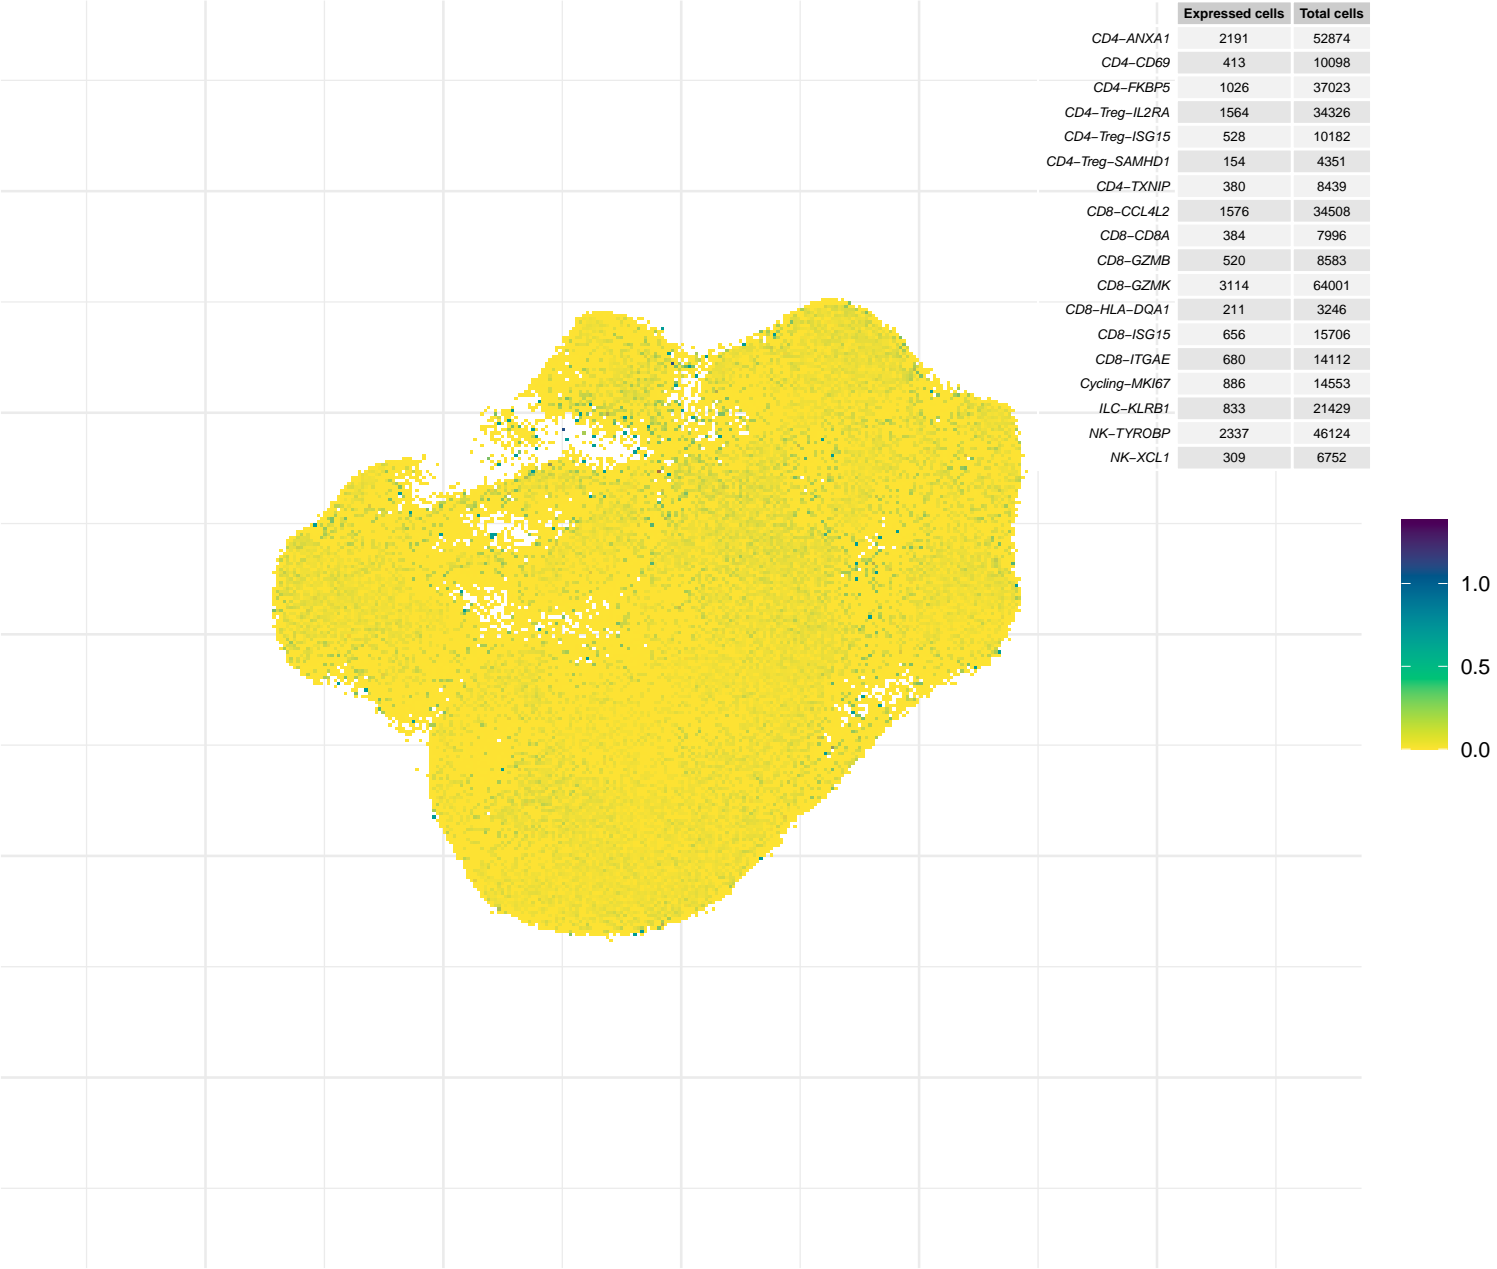 Expressed cells Total cells
CD4−ANXA1 2191 52874
CD4−CD69 413 10098
CD4−FKBP5 1026 37023
CD4−Treg−IL2RA 1564 34326
CD4−Treg−ISG15 528 10182
CD4−Treg−SAMHD1 154 4351
CD4−TXNIP 380 8439
CD8−CCL4L2 1576 34508
CD8−CD8A 384 7996
CD8−GZMB 520 8583
CD8−GZMK 3114 64001
CD8−HLA−DQA1 211 3246
CD8−ISG15 656 15706
CD8−ITGAE 680 14112
Cycling−MKI67 886 14553
ILC−KLRB1 833 21429
NK−TYROBP 2337 46124
NK−XCL1 309 6752
1.0
0.5
0.0